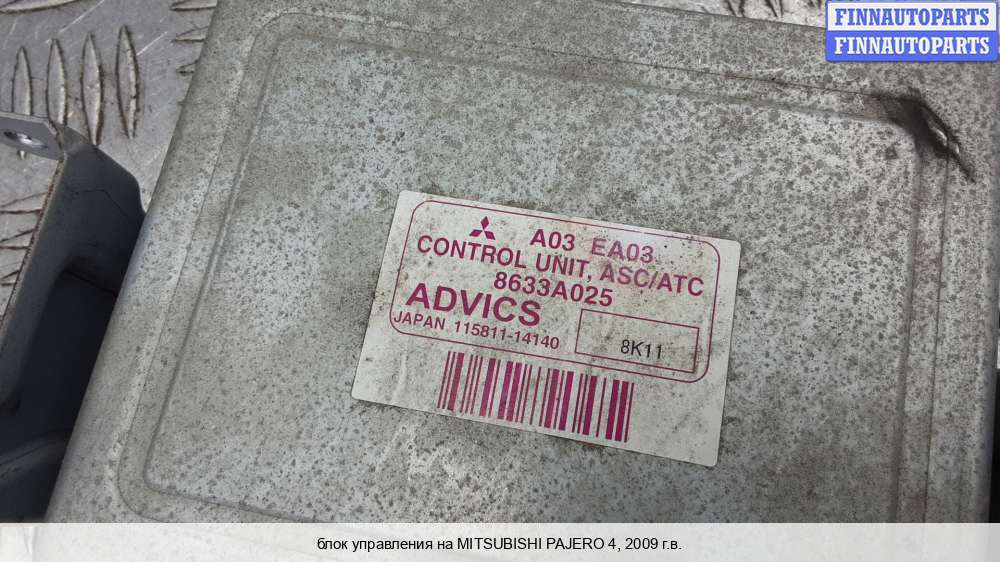 FINNAUTOPARTS
FINNAUTOPARTS
A03 EA03
CONTROL UNIT, ASC/ATC
8633A025
ADVICS
JAPAN 115811-14140
8K11
блок управления на MITSUBISHI PAJERO 4, 2009 г.в.